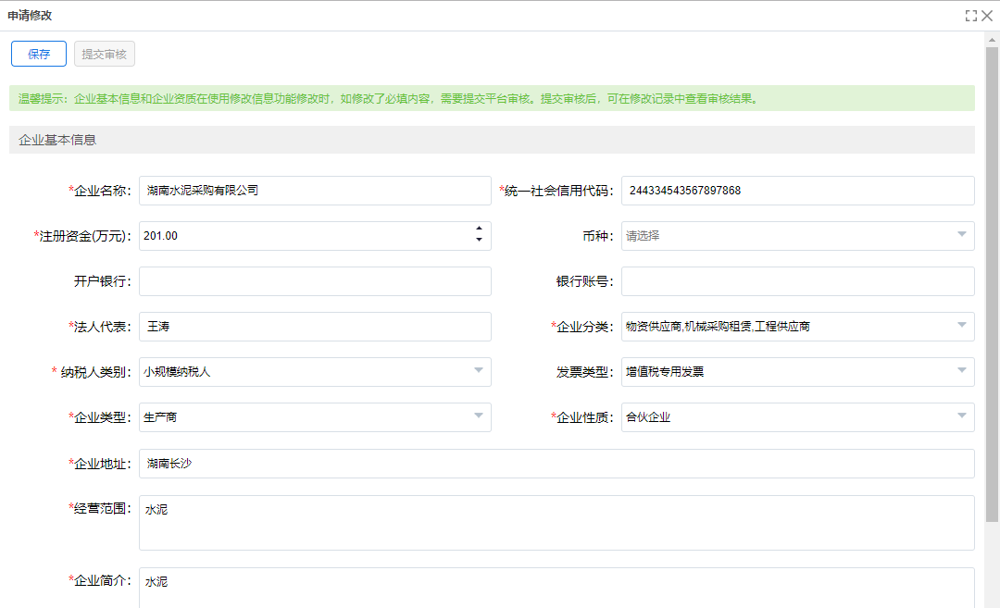 申请修改
保存 提交审核
温馨提示：企业基本信息和企业资质在使用修改信息功能修改时，如修改了必填内容，需要提交平台审核。提交审核后，可在修改记录中查看审核结果。
企业基本信息
*企业名称： 湖南水泥采购有限公司 *统一社会信用代码： 244334543567897868
*注册资金(万元)： 201.00 币种： 请选择
开户银行： 银行账号：
*法人代表： 王涛 *企业分类： 物资供应商,机械采购租赁,工程供应商
* 纳税人类别： 小规模纳税人 发票类型： 增值税专用发票
*企业类型： 生产商 *企业性质： 合伙企业
*企业地址： 湖南长沙
*经营范围： 水泥
*企业简介： 水泥